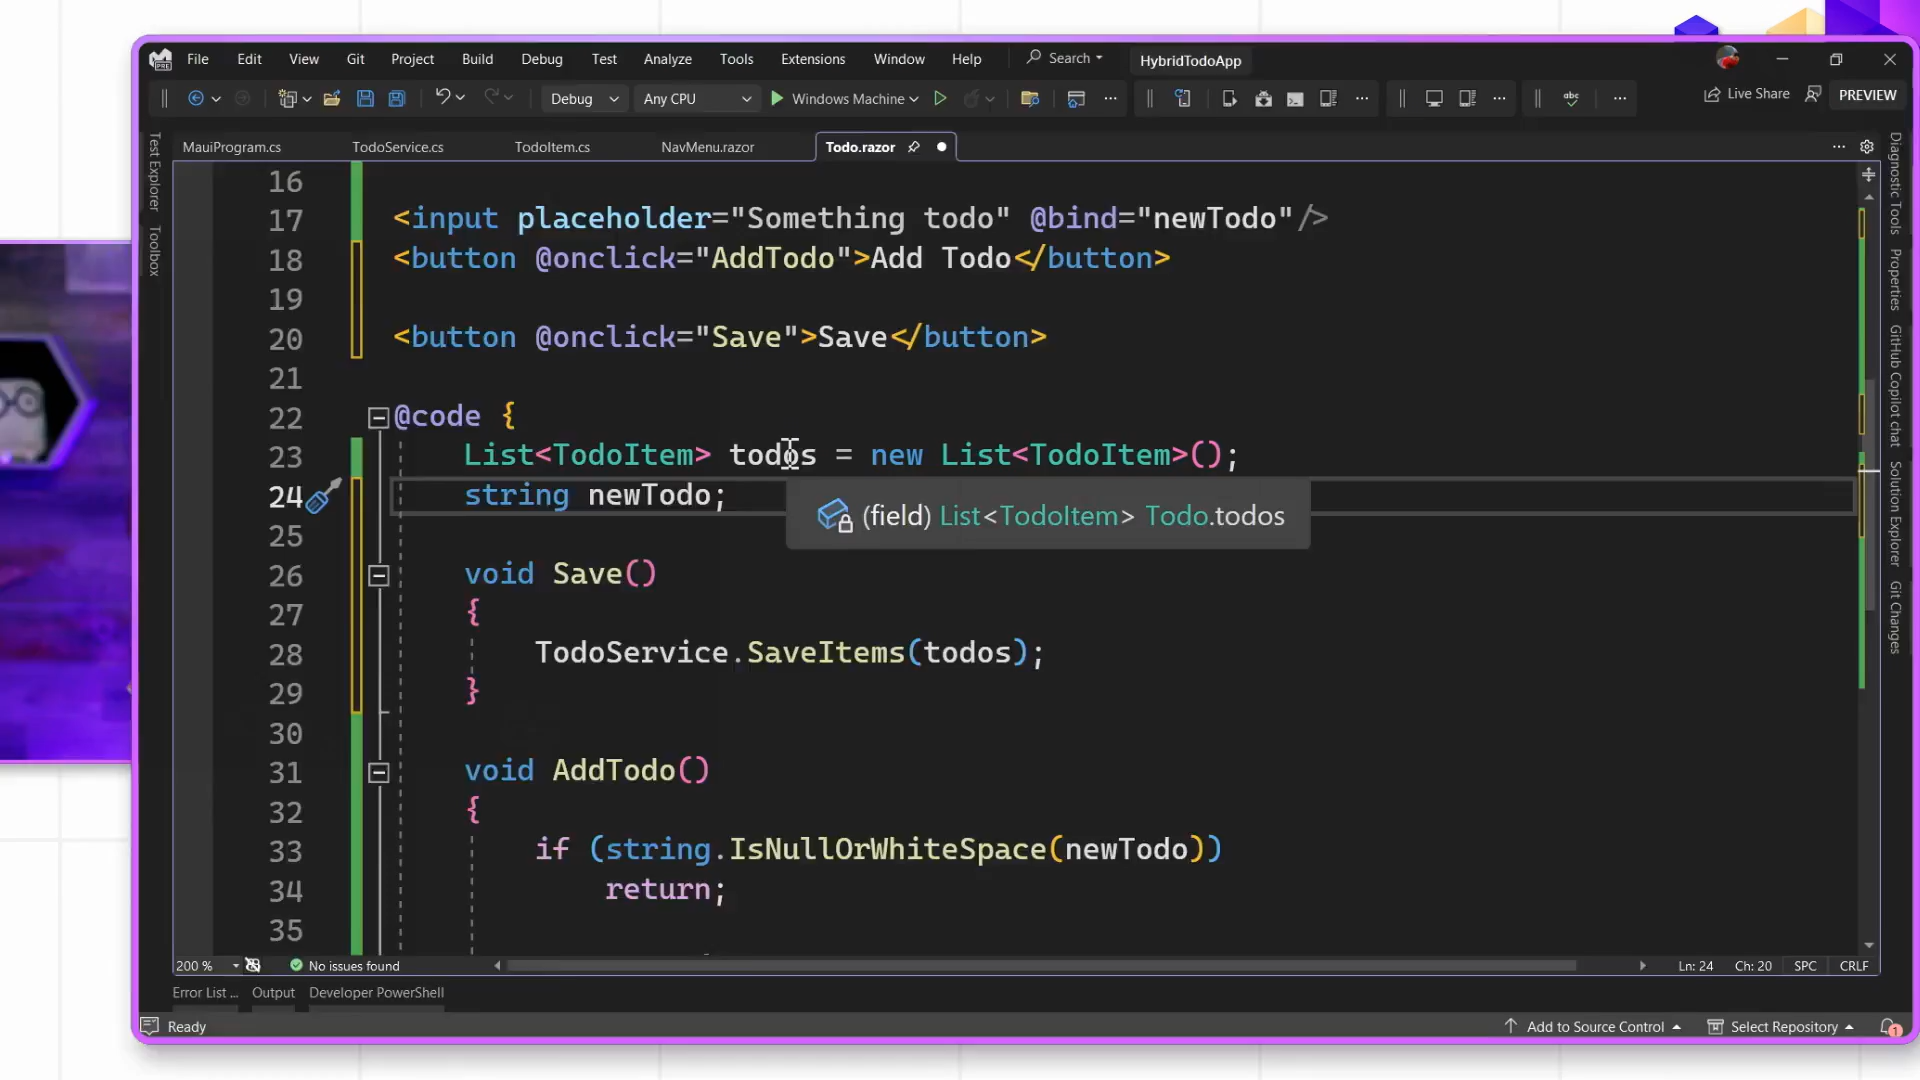 File Edit View Git Project Build Debug Test Analyze Tools Extensions Window Help Search HybridTodoApp
Debug Any CPU Windows Machine Live Share PREVIEW
MauiProgram.cs TodoService.cs TodoItem.cs NavMenu.razor Todo.razor
Test Explorer
Toolbox
16
17 <input placeholder="Something todo" @bind="newTodo"/>
18 <button @onclick="AddTodo">Add Todo</button>
19
20 <button @onclick="Save">Save</button>
21
22 @code {
23 List<TodoItem> todos = new List<TodoItem>();
24 string newTodo;
(field) List<TodoItem> Todo.todos
25
26 void Save()
27 {
28 TodoService.SaveItems(todos);
29 }
30
31 void AddTodo()
32 {
33 if (string.IsNullOrWhiteSpace(newTodo))
34 return;
35
Diagnostic Tools
Properties
GitHub Copilot chat
Solution Explorer
Git Changes
200 % No issues found Ln: 24 Ch: 20 SPC CRLF
Error List ... Output Developer PowerShell
Ready Add to Source Control Select Repository 1